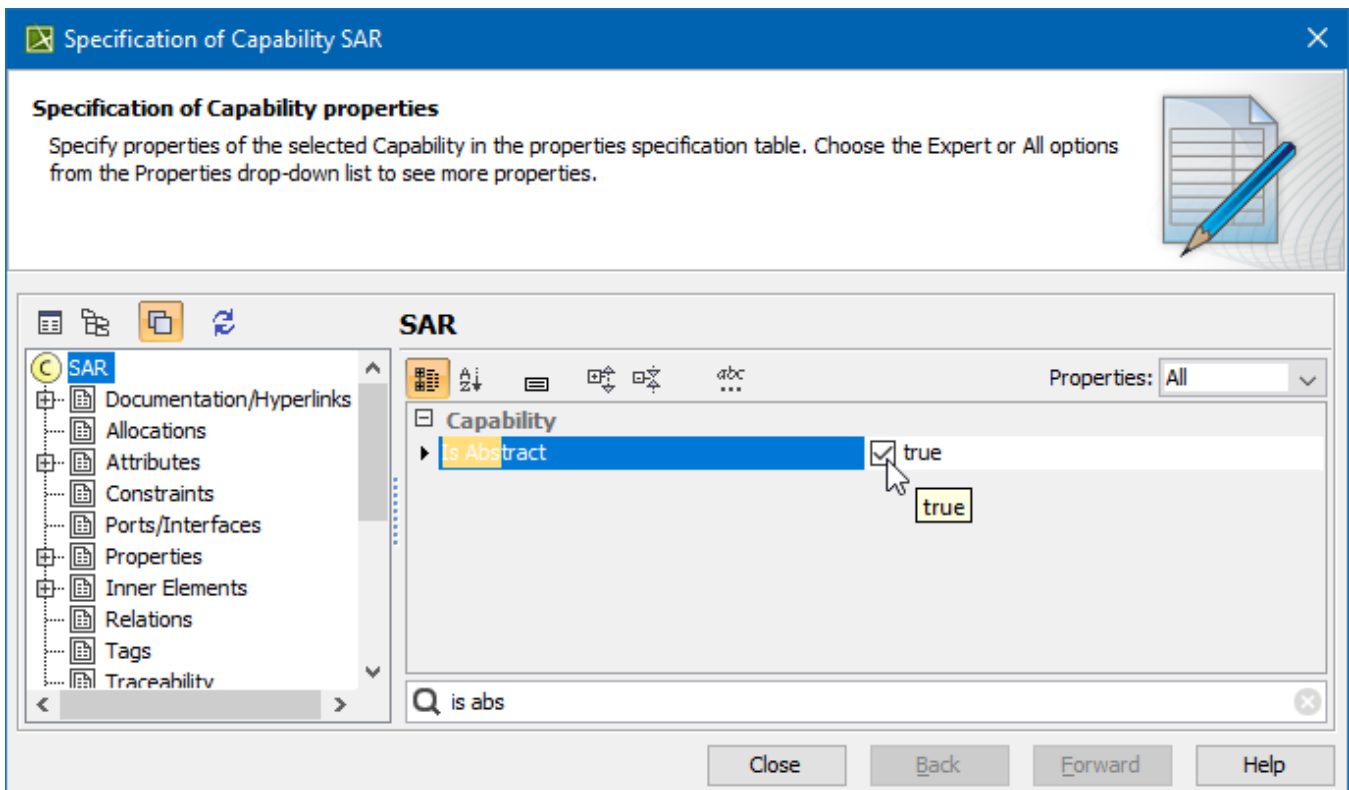 Specification of Capability SAR
Specification of Capability properties
Specify properties of the selected Capability in the properties specification table. Choose the Expert or All options
from the Properties drop-down list to see more properties.
SAR
C SAR
Documentation/Hyperlinks
Allocations
Attributes
Constraints
Ports/Interfaces
Properties
Inner Elements
Relations
Tags
Traceability
abc
Properties: All
Capability
Is Abstract true
true
is abs
Close Back Forward Help